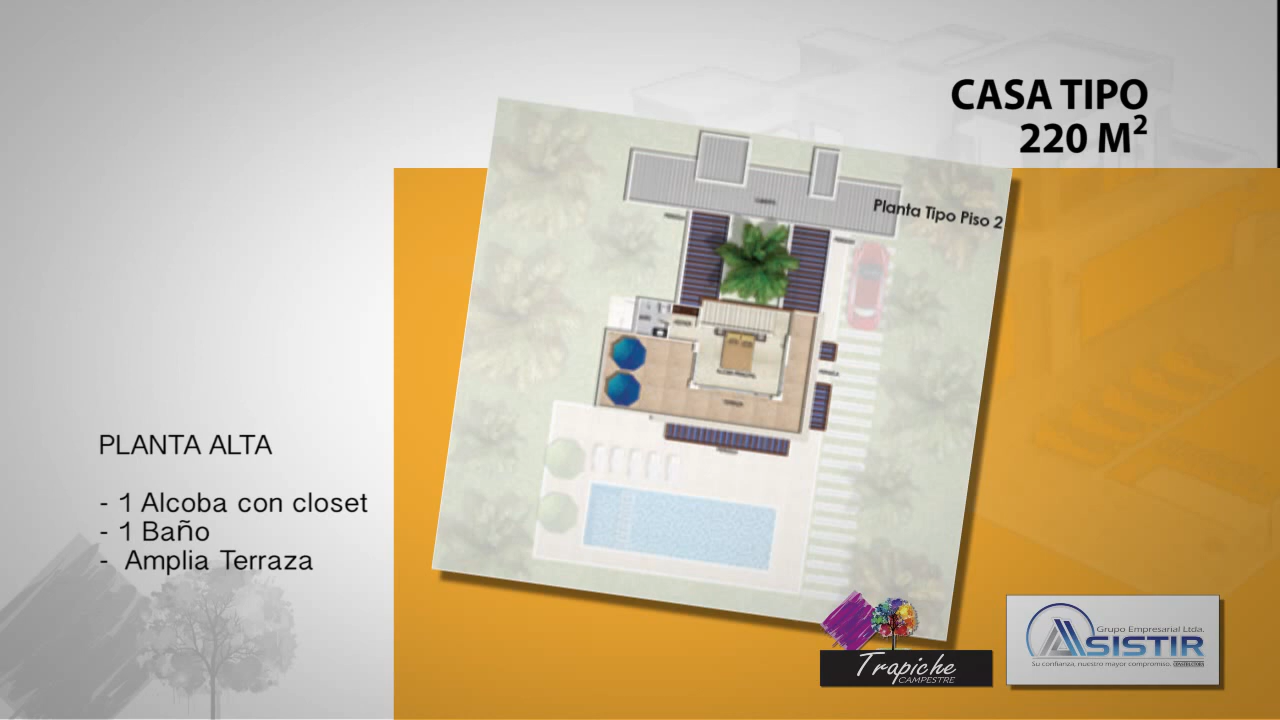 CASA TIPO
220 M²
Planta Tipo Piso 2
PLANTA ALTA
- 1 Alcoba con closet
- 1 Baño
- Amplia Terraza
Trapiche
CAMPESTRE
Grupo Empresarial Ltda.
ASISTIR
Su confianza, nuestro mayor compromiso.